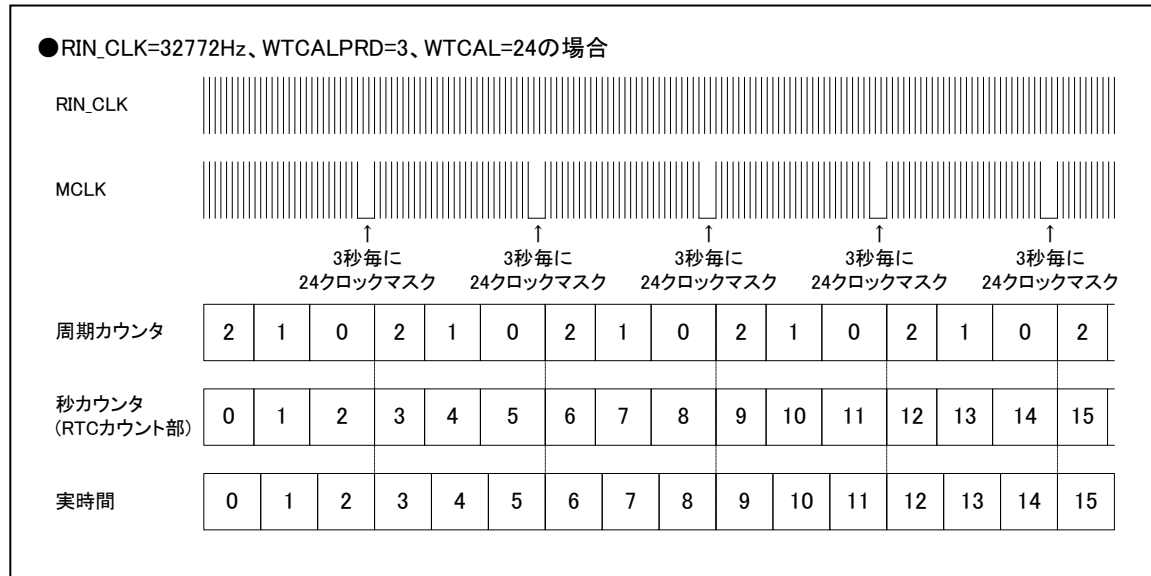 ●RIN_CLK=32772Hz、WTCALPRD=3、WTCAL=24の場合
RIN_CLK
MCLK
↑ ↑ ↑ ↑ ↑
3秒毎に 3秒毎に 3秒毎に 3秒毎に 3秒毎に
24クロックマスク 24クロックマスク 24クロックマスク 24クロックマスク 24クロックマスク
周期カウンタ 2 1 0 2 1 0 2 1 0 2 1 0 2 1 0 2
秒カウンタ
(RTCカウント部) 0 1 2 3 4 5 6 7 8 9 10 11 12 13 14 15
実時間 0 1 2 3 4 5 6 7 8 9 10 11 12 13 14 15